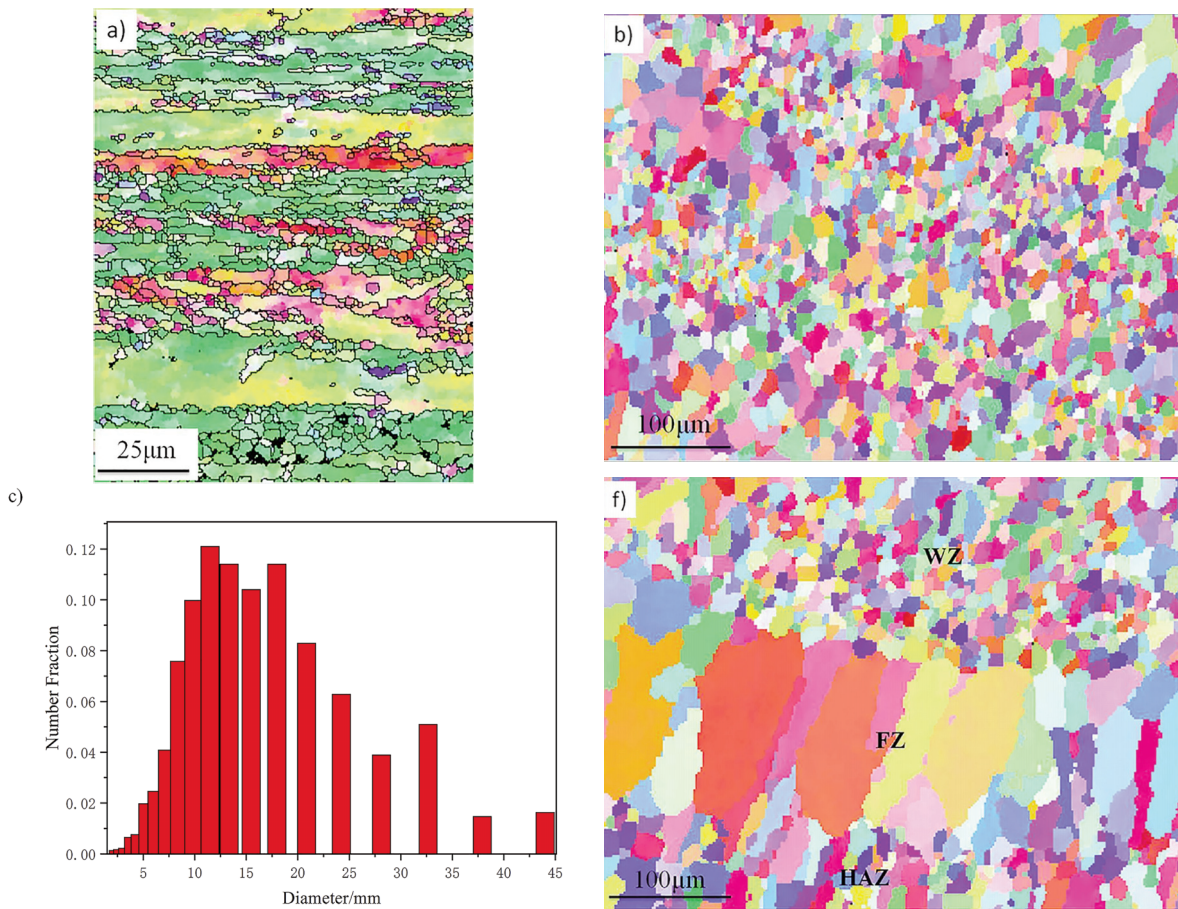 a)
25μm
b)
100μm
c)
0.12
0.10
0.08
0.06
0.04
0.02
0.00
Number Fraction
5 10 15 20 25 30 35 40 45
Diameter/mm
f)
WZ
FZ
HAZ
100μm